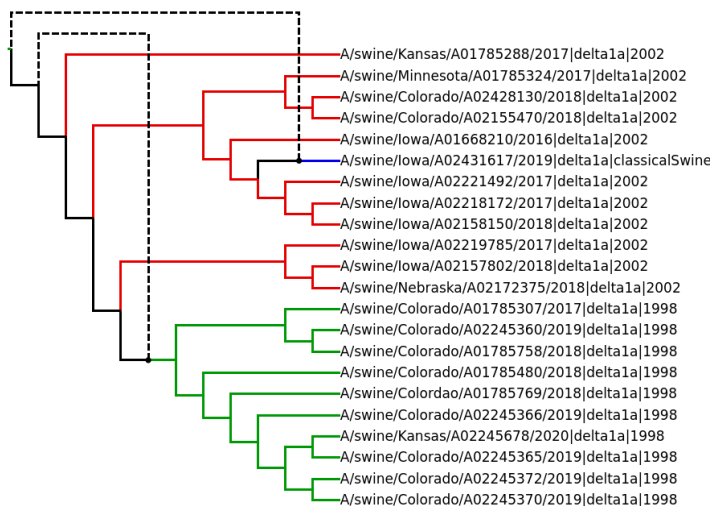 A/swine/Kansas/A01785288/2017|delta1a|2002
A/swine/Minnesota/A01785324/2017|delta1a|2002
A/swine/Colorado/A02428130/2018|delta1a|2002
A/swine/Colorado/A02155470/2018|delta1a|2002
A/swine/Iowa/A01668210/2016|delta1a|2002
A/swine/Iowa/A02431617/2019|delta1a|classicalSwine
A/swine/Iowa/A02221492/2017|delta1a|2002
A/swine/Iowa/A02218172/2017|delta1a|2002
A/swine/Iowa/A02158150/2018|delta1a|2002
A/swine/Iowa/A02219785/2017|delta1a|2002
A/swine/Iowa/A02157802/2018|delta1a|2002
A/swine/Nebraska/A02172375/2018|delta1a|2002
A/swine/Colorado/A01785307/2017|delta1a|1998
A/swine/Colorado/A02245360/2019|delta1a|1998
A/swine/Colorado/A01785758/2018|delta1a|1998
A/swine/Colorado/A01785480/2018|delta1a|1998
A/swine/Colordao/A01785769/2018|delta1a|1998
A/swine/Colorado/A02245366/2019|delta1a|1998
A/swine/Kansas/A02245678/2020|delta1a|1998
A/swine/Colorado/A02245365/2019|delta1a|1998
A/swine/Colorado/A02245372/2019|delta1a|1998
A/swine/Colorado/A02245370/2019|delta1a|1998